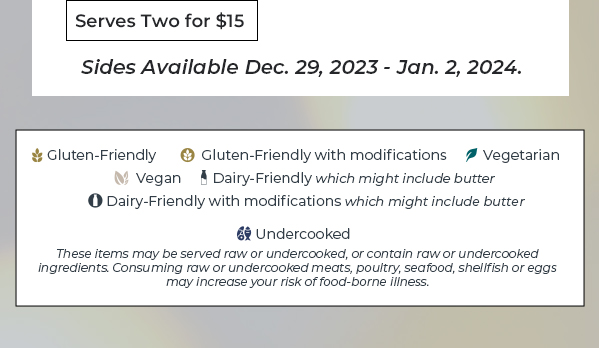 Serves Two for $15
Sides Available Dec. 29, 2023 - Jan. 2, 2024.
Gluten-Friendly Gluten-Friendly with modifications Vegetarian
Vegan Dairy-Friendly which might include butter
Dairy-Friendly with modifications which might include butter
Undercooked
These items may be served raw or undercooked, or contain raw or undercooked
ingredients. Consuming raw or undercooked meats, poultry, seafood, shellfish or eggs
may increase your risk of food-borne illness.